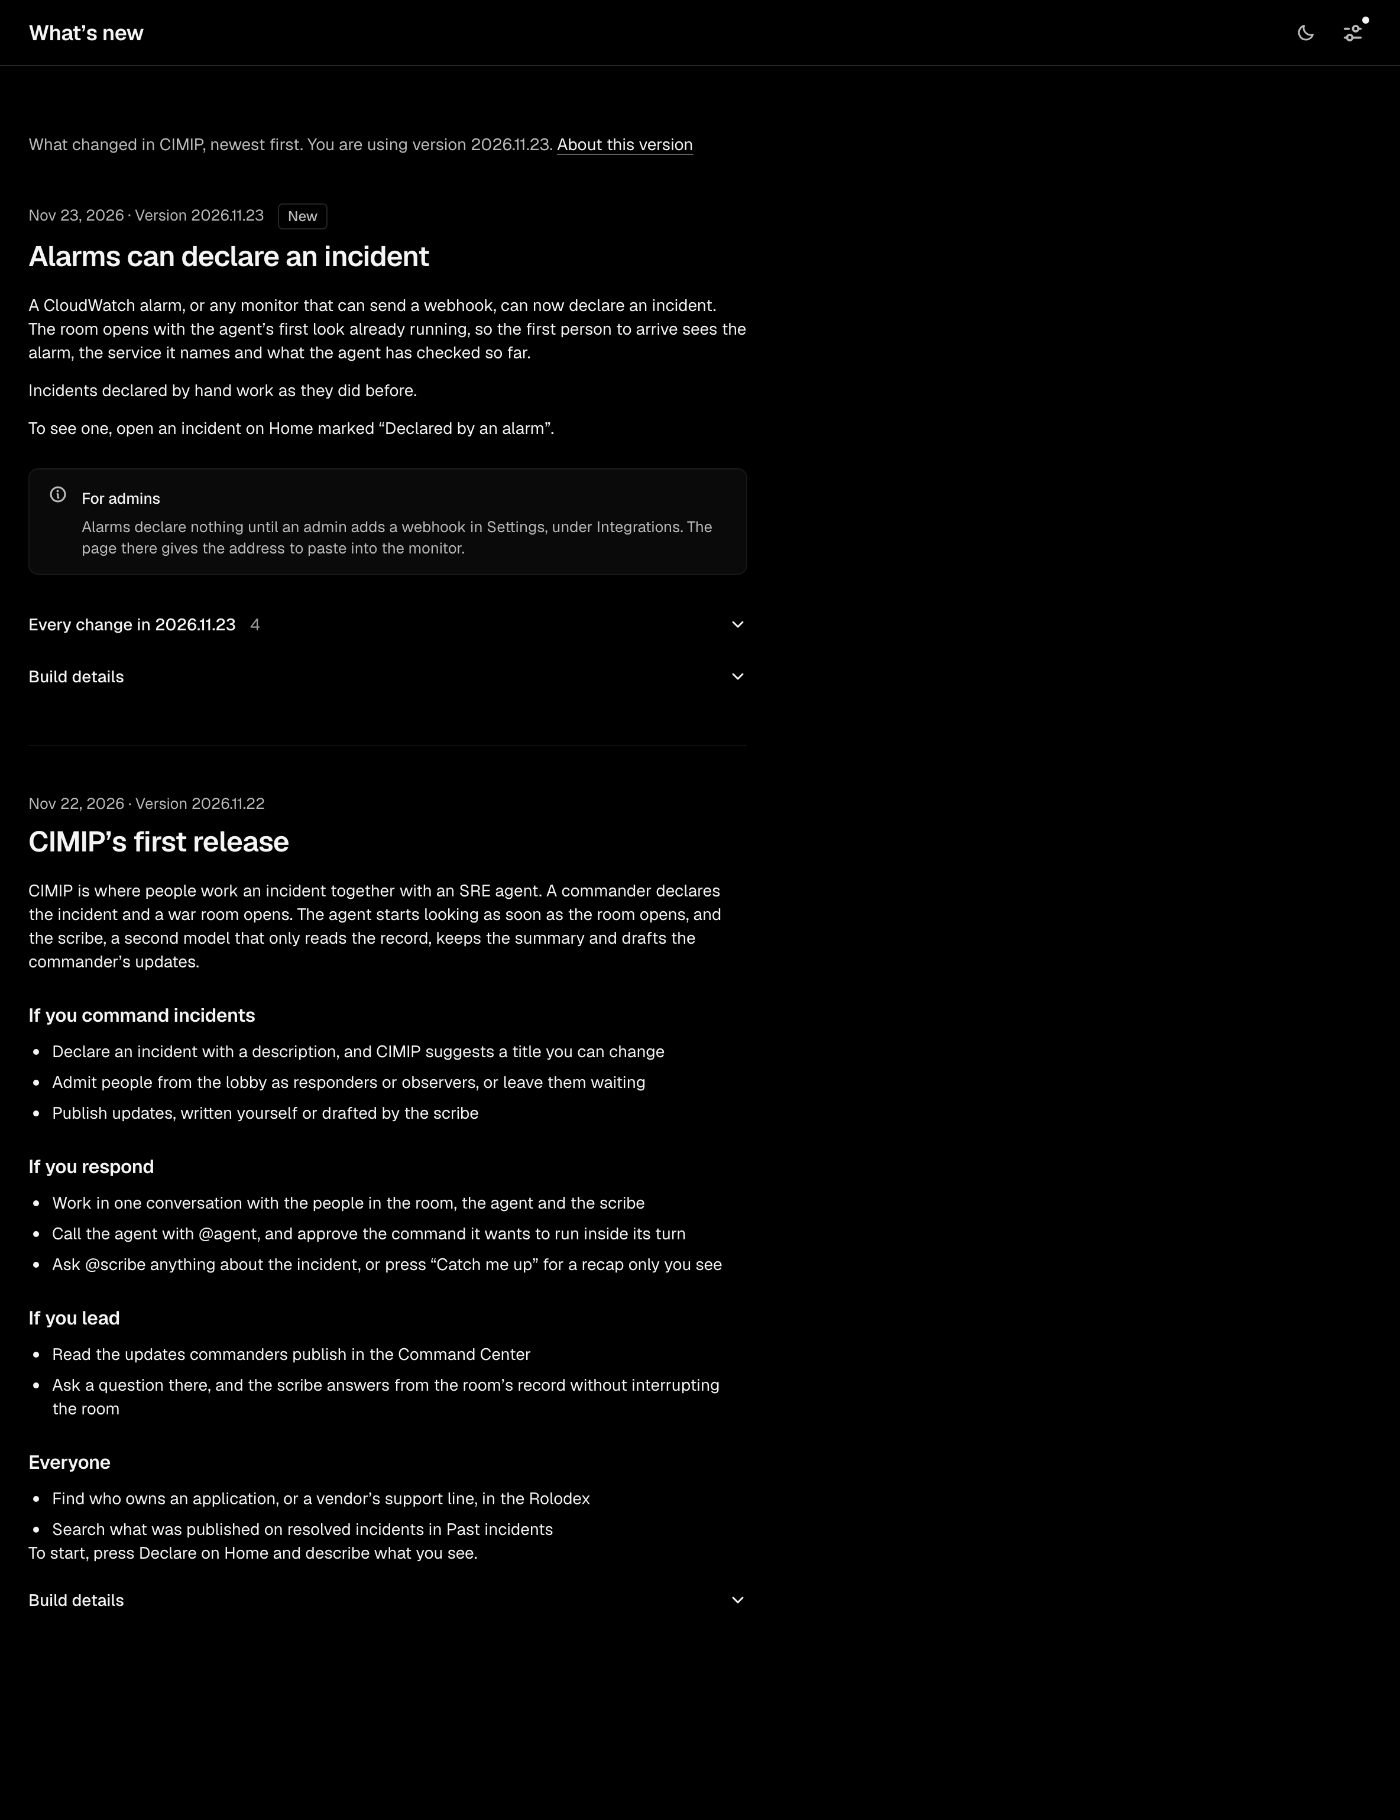 What’s new
What changed in CIMIP, newest first. You are using version 2026.11.23. About this version
Nov 23, 2026 · Version 2026.11.23 New
Alarms can declare an incident
A CloudWatch alarm, or any monitor that can send a webhook, can now declare an incident.
The room opens with the agent’s first look already running, so the first person to arrive sees the
alarm, the service it names and what the agent has checked so far.
Incidents declared by hand work as they did before.
To see one, open an incident on Home marked “Declared by an alarm”.
For admins
Alarms declare nothing until an admin adds a webhook in Settings, under Integrations. The
page there gives the address to paste into the monitor.
Every change in 2026.11.23 4
Build details
Nov 22, 2026 · Version 2026.11.22
CIMIP’s first release
CIMIP is where people work an incident together with an SRE agent. A commander declares
the incident and a war room opens. The agent starts looking as soon as the room opens, and
the scribe, a second model that only reads the record, keeps the summary and drafts the
commander’s updates.
If you command incidents
• Declare an incident with a description, and CIMIP suggests a title you can change
• Admit people from the lobby as responders or observers, or leave them waiting
• Publish updates, written yourself or drafted by the scribe
If you respond
• Work in one conversation with the people in the room, the agent and the scribe
• Call the agent with @agent, and approve the command it wants to run inside its turn
• Ask @scribe anything about the incident, or press “Catch me up” for a recap only you see
If you lead
• Read the updates commanders publish in the Command Center
• Ask a question there, and the scribe answers from the room’s record without interrupting
the room
Everyone
• Find who owns an application, or a vendor’s support line, in the Rolodex
• Search what was published on resolved incidents in Past incidents
To start, press Declare on Home and describe what you see.
Build details